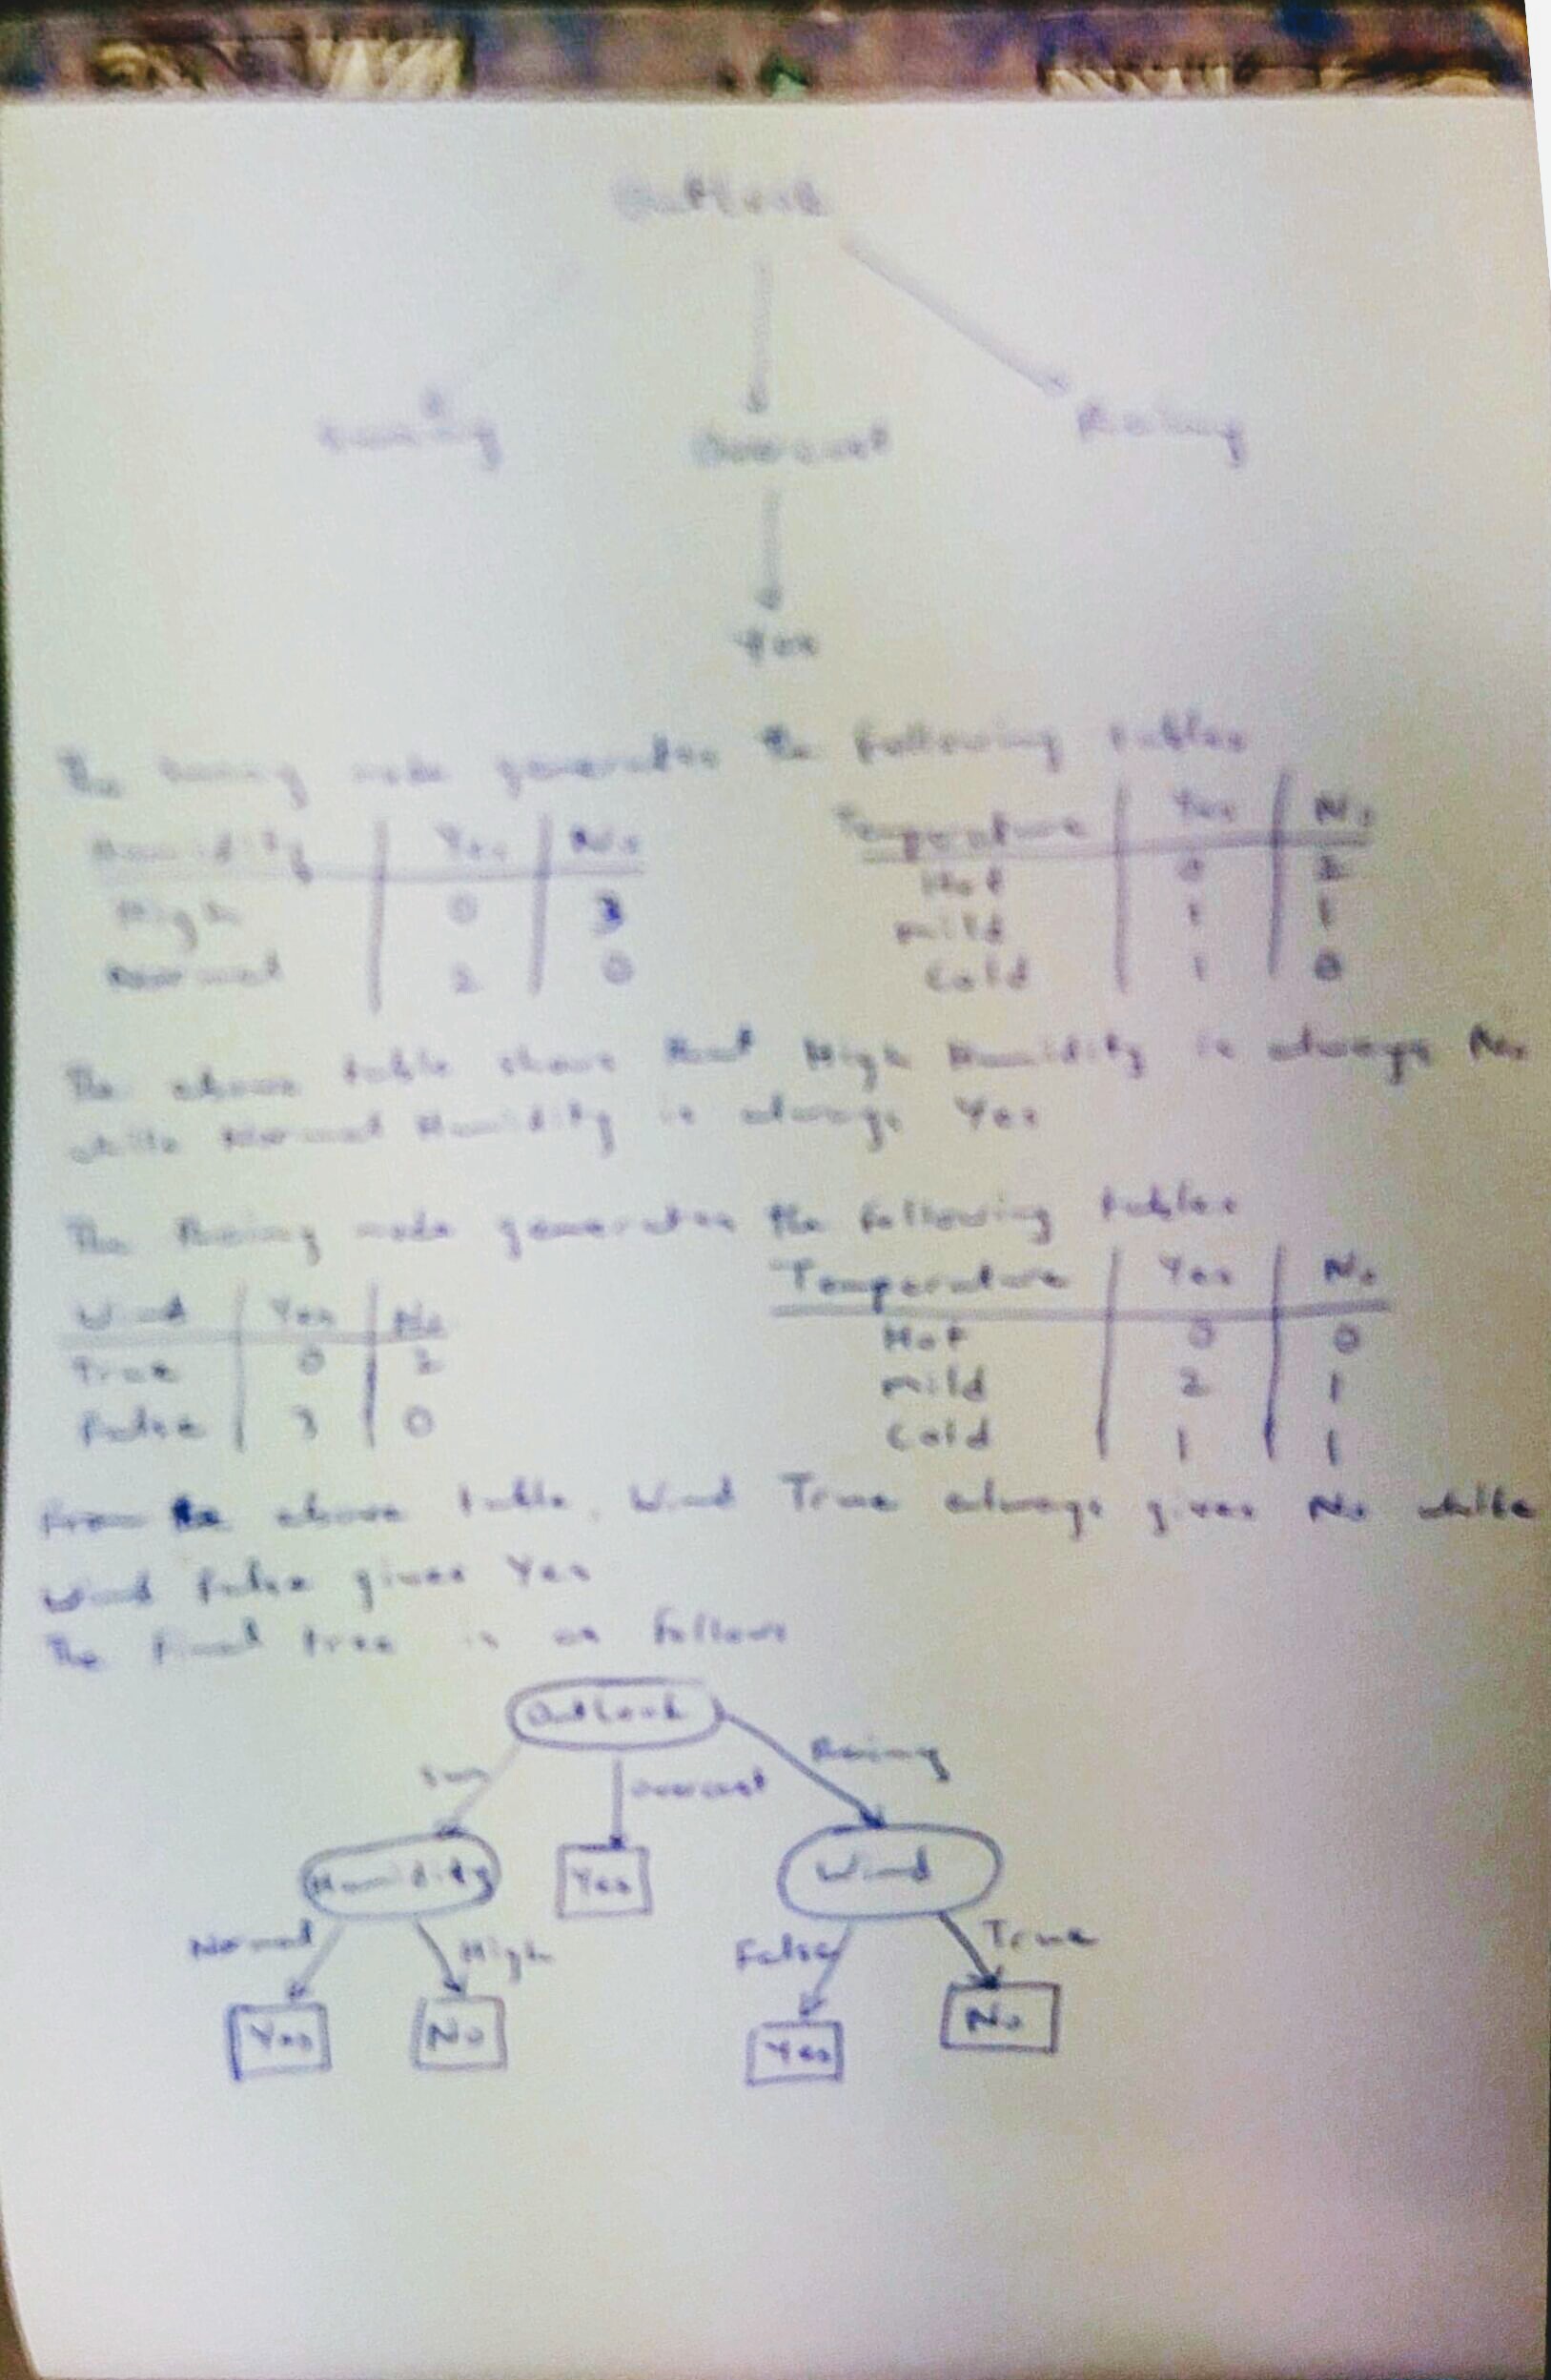 Outlook
Sunny Overcast Rainy
Yes
The Sunny node generates the following tables
Humidity Yes No
High 0 3
Normal 2 0
Temperature Yes No
Hot 0 2
Mild 1 1
Cold 1 0
The above table shows that High Humidity is always No
while Normal Humidity is always Yes
The Rainy node generates the following tables
Wind Yes No
True 0 2
False 3 0
Temperature Yes No
Hot 0 0
Mild 2 1
Cold 1 1
From the above table, Wind True always gives No while
Wind False gives Yes
The Final tree is as follows
Outlook
Sun overcast Rainy
Humidity Yes Wind
Normal High False True
Yes No Yes No